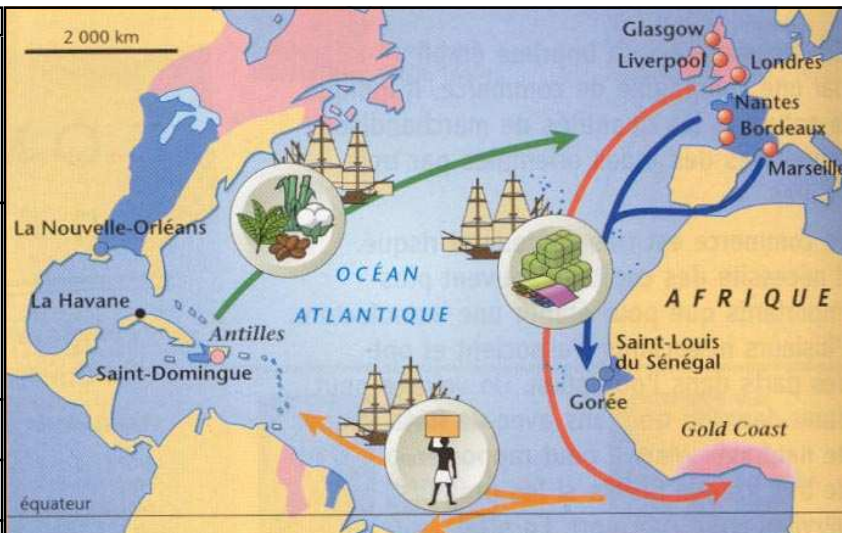 2 000 km
Glasgow
Liverpool
Londres
Nantes
Bordeaux
Marseille
La Nouvelle-Orléans
OCÉAN
ATLANTIQUE
La Havane
Antilles
Saint-Domingue
AFRIQUE
Saint-Louis
du Sénégal
Gorée
Gold Coast
équateur